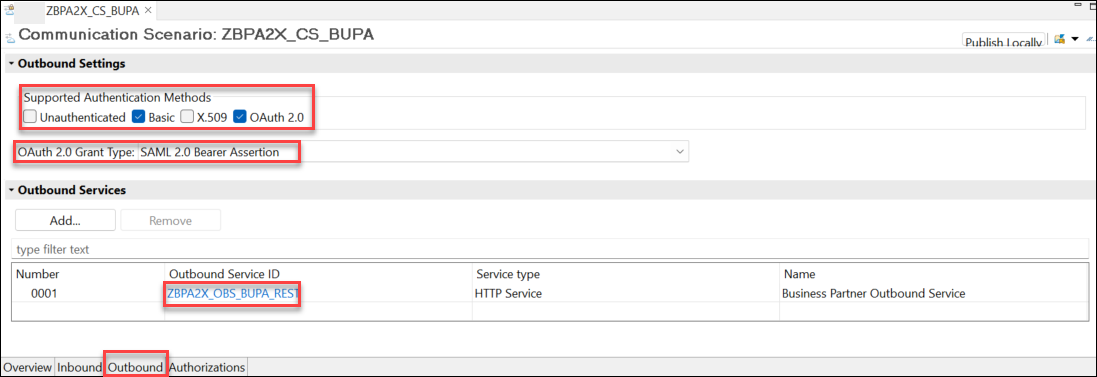 ZBPA2X_CS_BUPA
Communication Scenario: ZBPA2X_CS_BUPA
Publish Locally
Outbound Settings
Supported Authentication Methods
Unauthenticated Basic X.509 OAuth 2.0
OAuth 2.0 Grant Type: SAML 2.0 Bearer Assertion
Outbound Services
Add... Remove
type filter text
Number Outbound Service ID Service type Name
0001 ZBPA2X_OBS_BUPA_REST HTTP Service Business Partner Outbound Service
Overview Inbound Outbound Authorizations